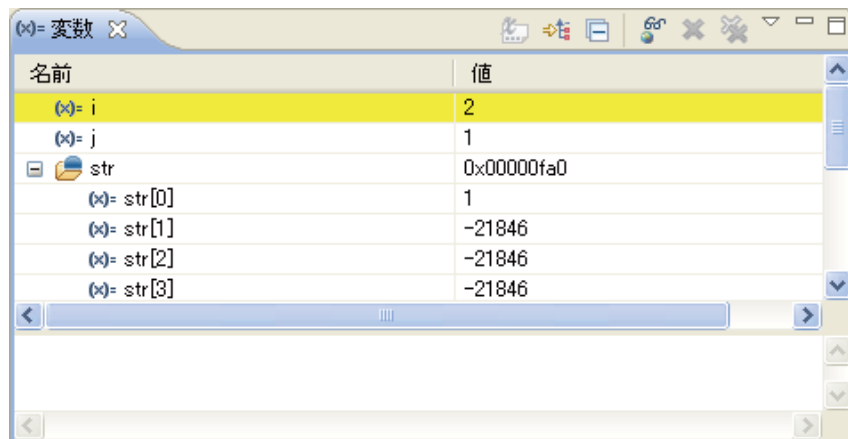 (x)= 変数
名前 値
(x)= i 2
(x)= j 1
str 0x00000fa0
(x)= str[0] 1
(x)= str[1] -21846
(x)= str[2] -21846
(x)= str[3] -21846